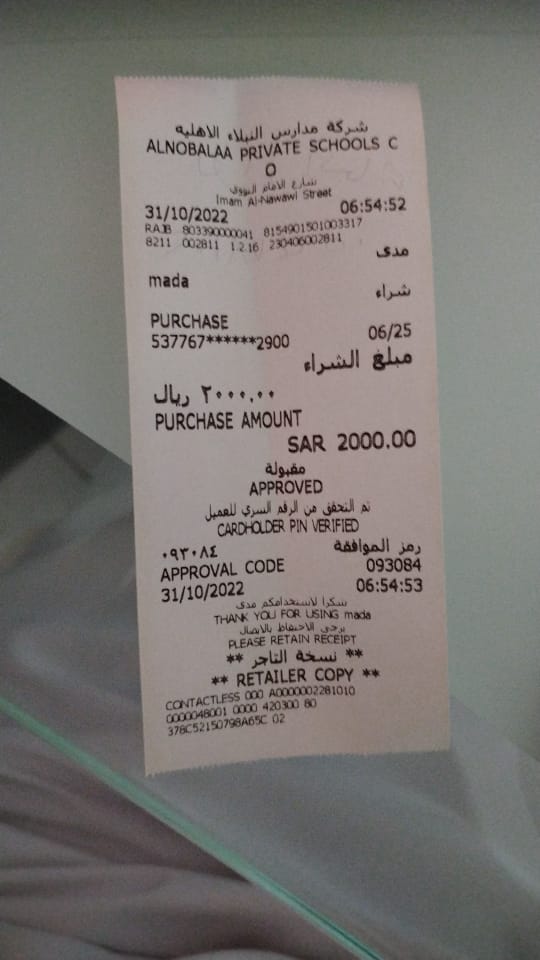 شركة مدارس النبلاء الاهليه
ALNOBALAA PRIVATE SCHOOLS C
O
شارع الامام النووي
Imam Al-Nawawi Street
31/10/2022 06:54:52
RAJB 803390000041 8154901501003317
8211 002811 1.2.16 230406002811
مدى
mada
شراء
PURCHASE
537767******2900 06/25
مبلغ الشراء
٢٠٠٠,٠٠ ريال
PURCHASE AMOUNT
SAR 2000.00
مقبولة
APPROVED
تم التحقق من الرقم السري للعميل
CARDHOLDER PIN VERIFIED
رمز الموافقة ٠٩٣٠٨٤
APPROVAL CODE 093084
31/10/2022 06:54:53
شكرا لاستخدامكم مدى
THANK YOU FOR USING mada
يرجى الاحتفاظ بالايصال
PLEASE RETAIN RECEIPT
** نسخة التاجر **
** RETAILER COPY **
CONTACTLESS 000 A0000002281010
0000048001 0000 420300 80
378C52150798A65C 02